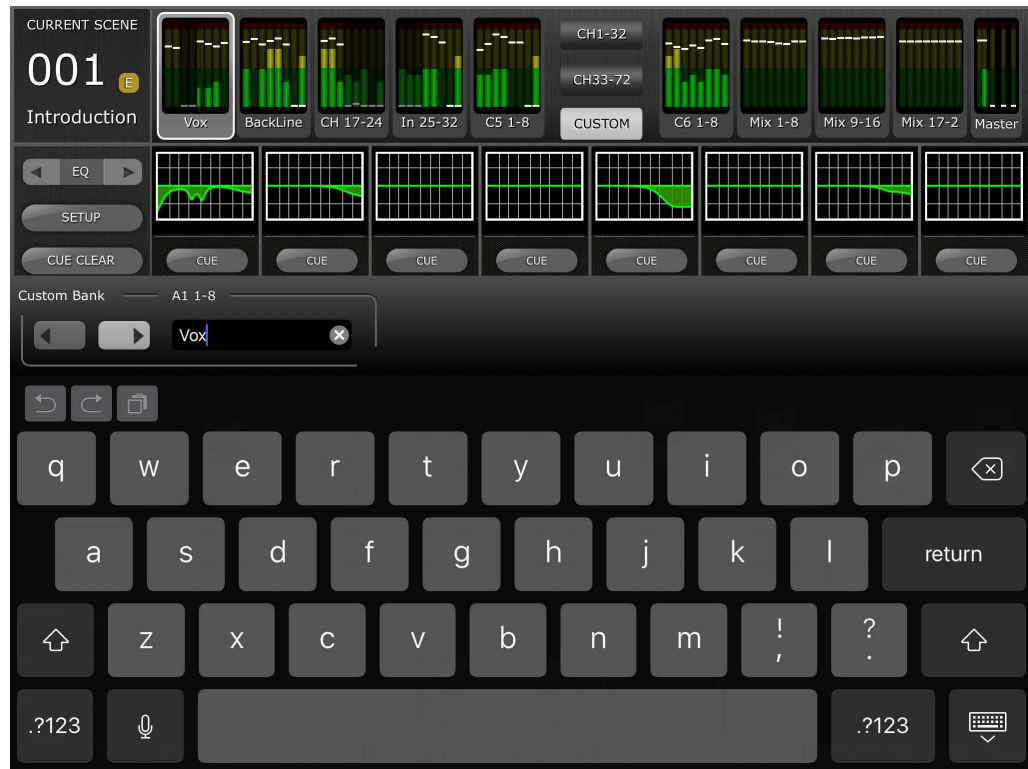 CURRENT SCENE
001 E
Introduction
Vox
BackLine
CH 17-24
In 25-32
C5 1-8
CH1-32
CH33-72
CUSTOM
C6 1-8
Mix 1-8
Mix 9-16
Mix 17-2
Master
EQ
SETUP
CUE CLEAR
CUE CUE CUE CUE CUE CUE CUE CUE
Custom Bank A1 1-8
Vox
q w e r t y u i o p
a s d f g h j k l return
z x c v b n m ! , ? .
.?123 .?123